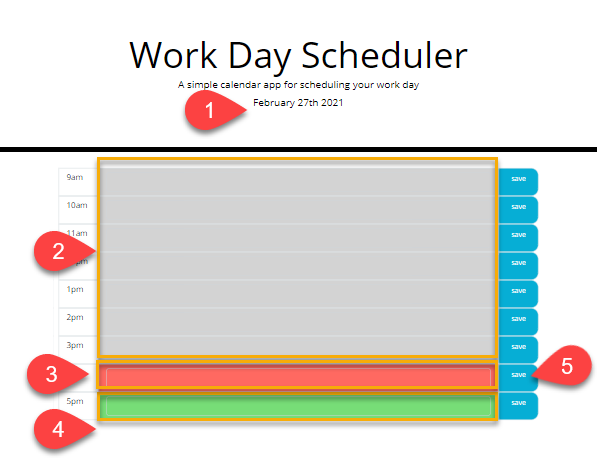 Work Day Scheduler
A simple calendar app for scheduling your work day
February 27th 2021
1
9am
save
10am
save
11am
save
2
pm
save
1pm
save
2pm
save
3pm
save
3
save
5
5pm
save
4